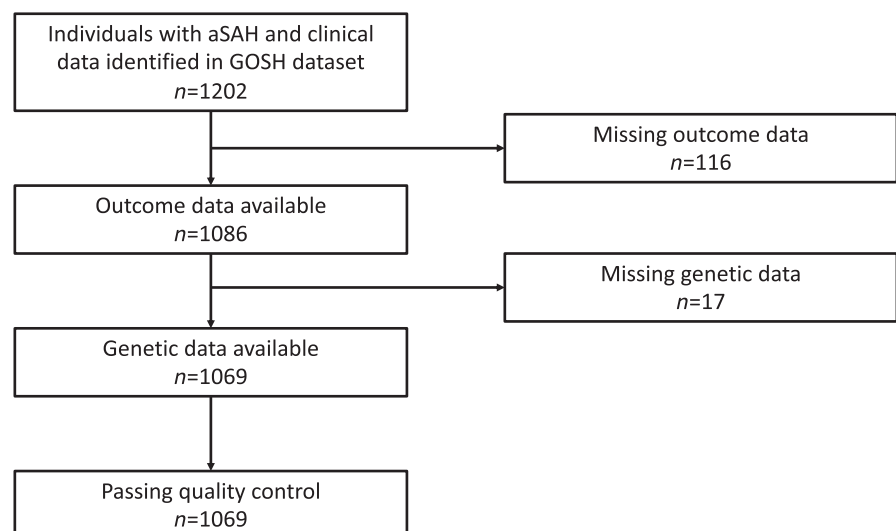 Individuals with aSAH and clinical
data identified in GOSH dataset
n=1202
Missing outcome data
n=116
Outcome data available
n=1086
Missing genetic data
n=17
Genetic data available
n=1069
Passing quality control
n=1069